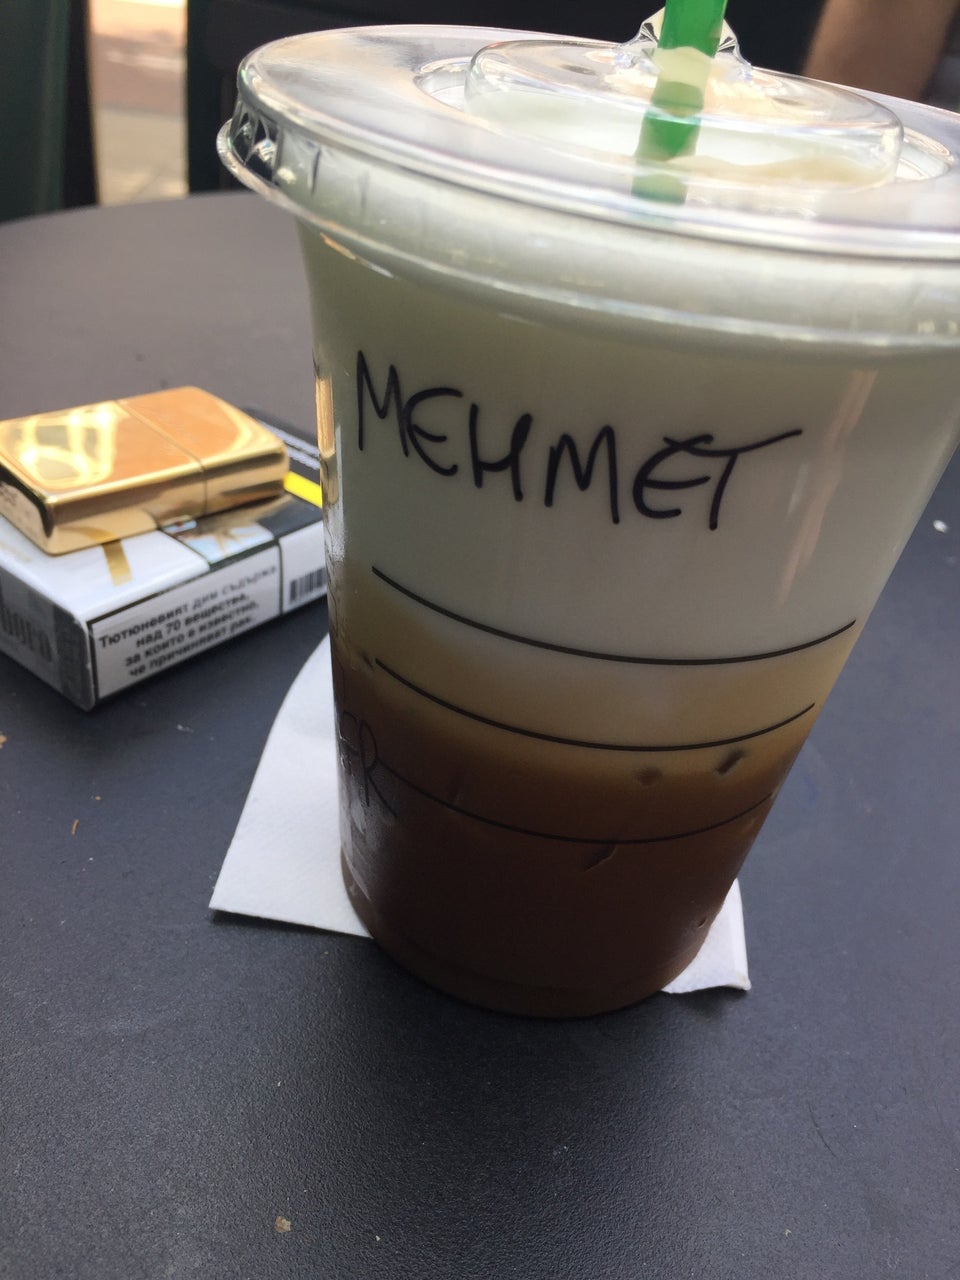 MEHMET
Тютюневият дим съдържа
над 70 вещества,
за които е известно,
че причиняват рак.